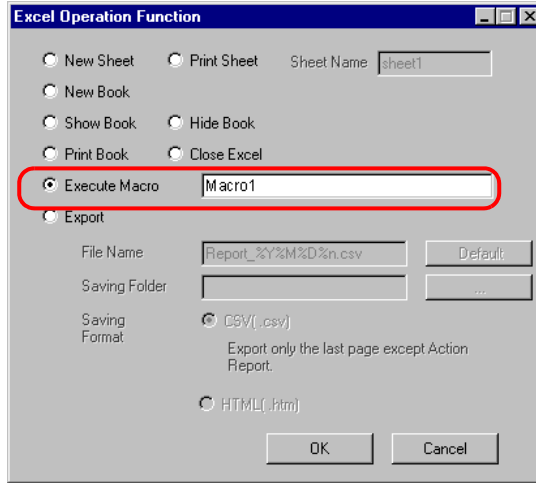 Excel Operation Function
New Sheet Print Sheet Sheet Name sheet1
New Book
Show Book Hide Book
Print Book Close Excel
Execute Macro Macro1
Export
File Name Report_%Y%M%D%n.csv Default
Saving Folder ...
Saving CSV( .csv)
Format
Export only the last page except Action
Report.
HTML( .htm)
OK Cancel